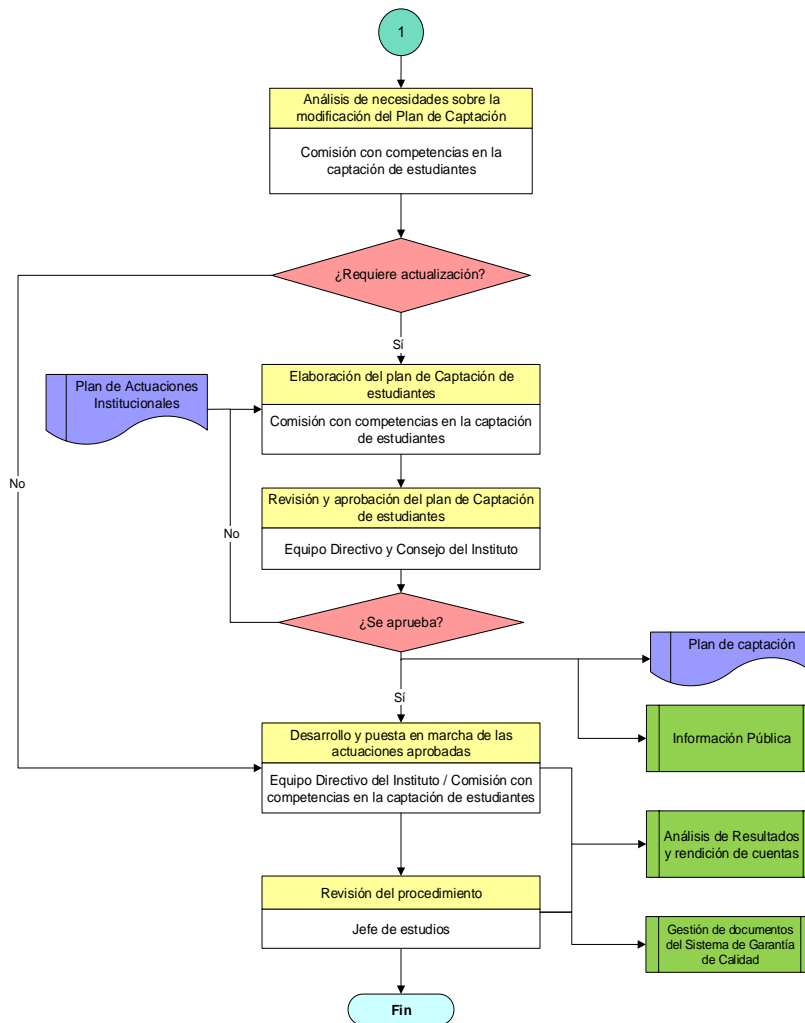 1
Análisis de necesidades sobre la
modificación del Plan de Captación
Comisión con competencias en la
captación de estudiantes
¿Requiere actualización?
Sí
Plan de Actuaciones
Institucionales
Elaboración del plan de Captación de
estudiantes
Comisión con competencias en la captación
de estudiantes
No
Revisión y aprobación del plan de Captación
de estudiantes
No
Equipo Directivo y Consejo del Instituto
¿Se aprueba?
Plan de captación
Sí
Información Pública
Desarrollo y puesta en marcha de las
actuaciones aprobadas
Equipo Directivo del Instituto / Comisión con
competencias en la captación de estudiantes
Análisis de Resultados
y rendición de cuentas
Revisión del procedimiento
Jefe de estudios
Gestión de documentos
del Sistema de Garantía
de Calidad
Fin